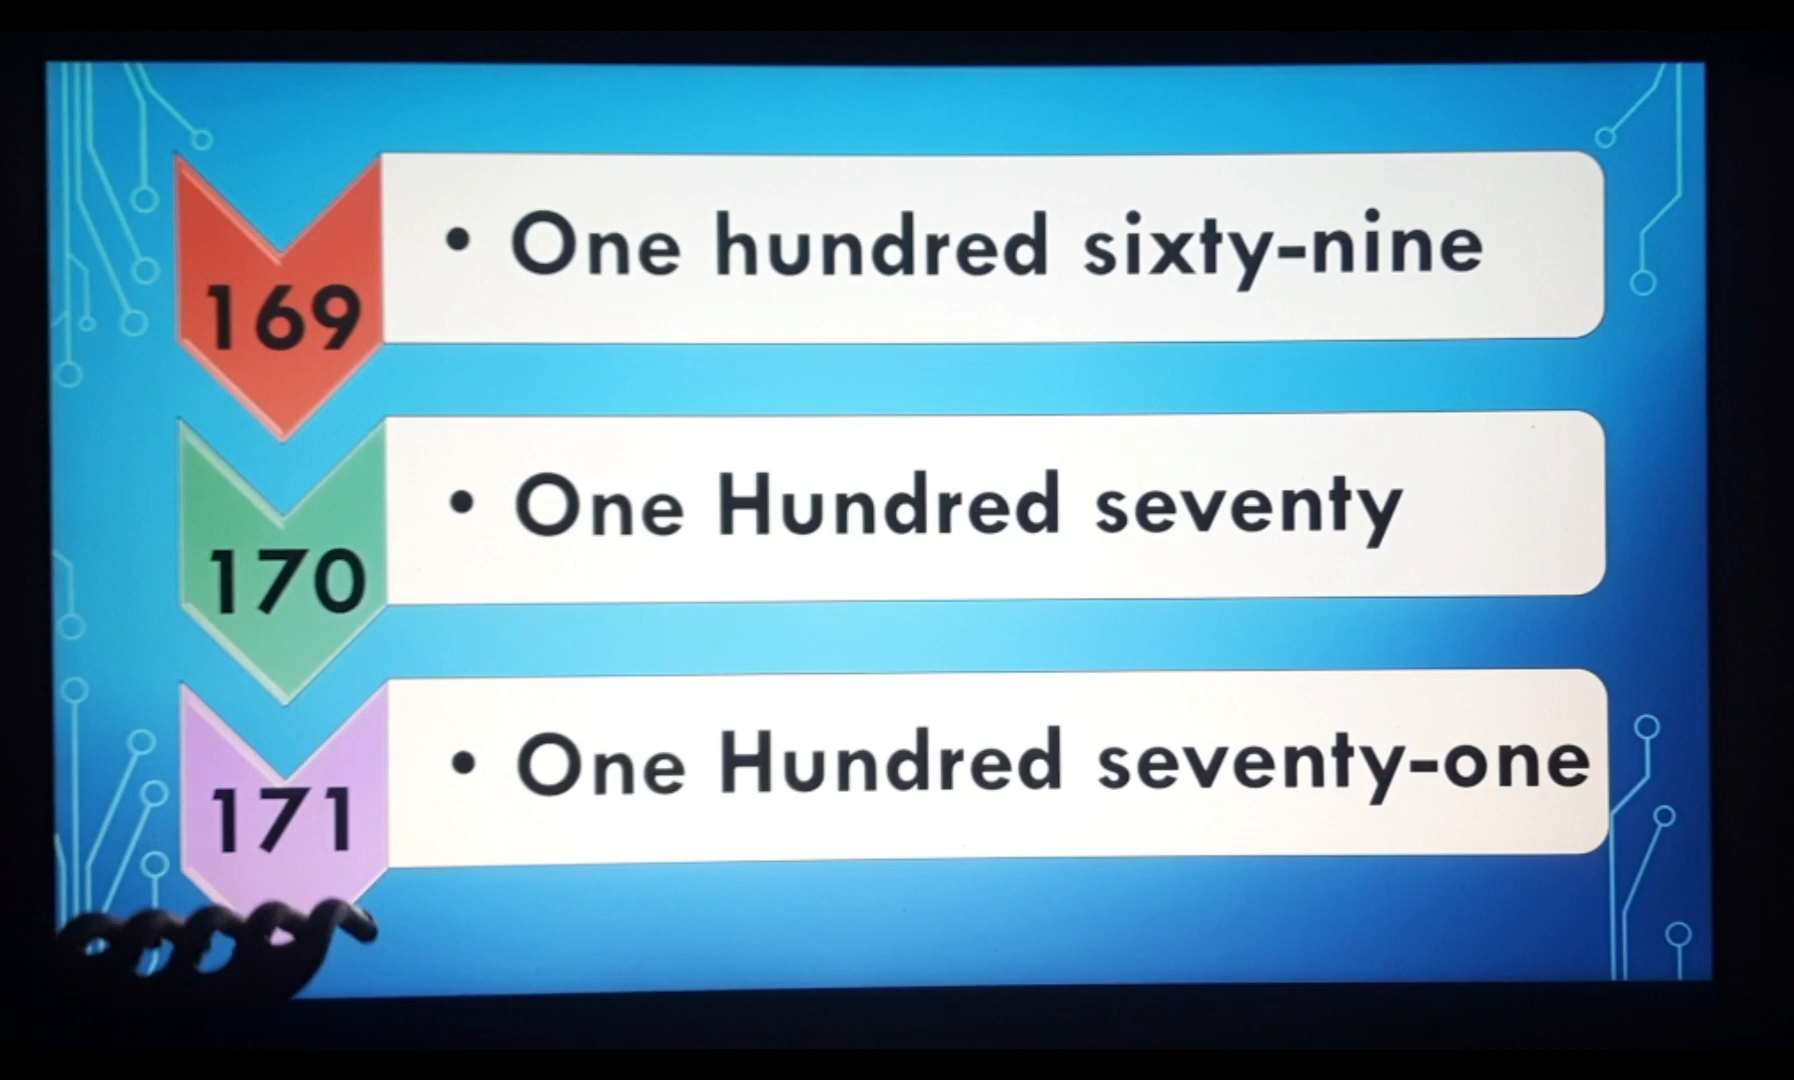 169
• One hundred sixty-nine
170
• One Hundred seventy
171
• One Hundred seventy-one